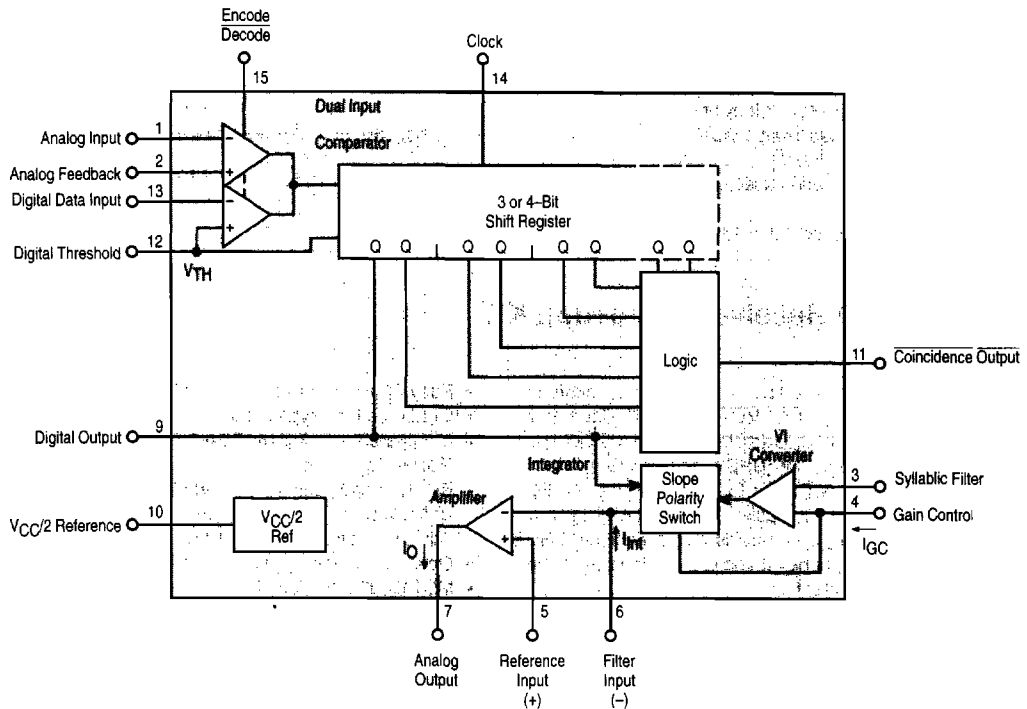 Encode
Decode
15
Clock
14
Dual Input
Comparator
Analog Input
1
Analog Feedback
2
Digital Data Input
13
Digital Threshold
12
VTH
-
+
-
+
3 or 4–Bit
Shift Register
Q Q Q Q Q Q Q Q
Logic
11
Coincidence Output
Digital Output
9
Integrator
Amplifier
VI
Converter
Slope
Polarity
Switch
3
Syllabic Filter
4
Gain Control
IGC
VCC/2 Reference
10
VCC/2
Ref
IO
-
+
IInt
7
5
6
Analog
Output
Reference
Input
(+)
Filter
Input
(–)